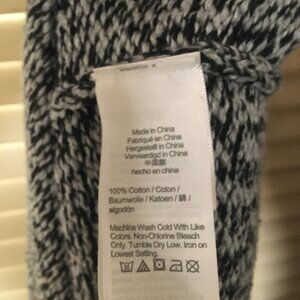 Made in China
Fabriqué en China
Hergestellt in China
Vervaardigd in China
中国製
hecho en china
100% Cotton / Coton /
Baumwolle / Katoen / 綿 /
algodón
Machine Wash Cold With Like
Colors. Non-Chlorine Bleach
Only. Tumble Dry Low. Iron on
Lowest Setting.